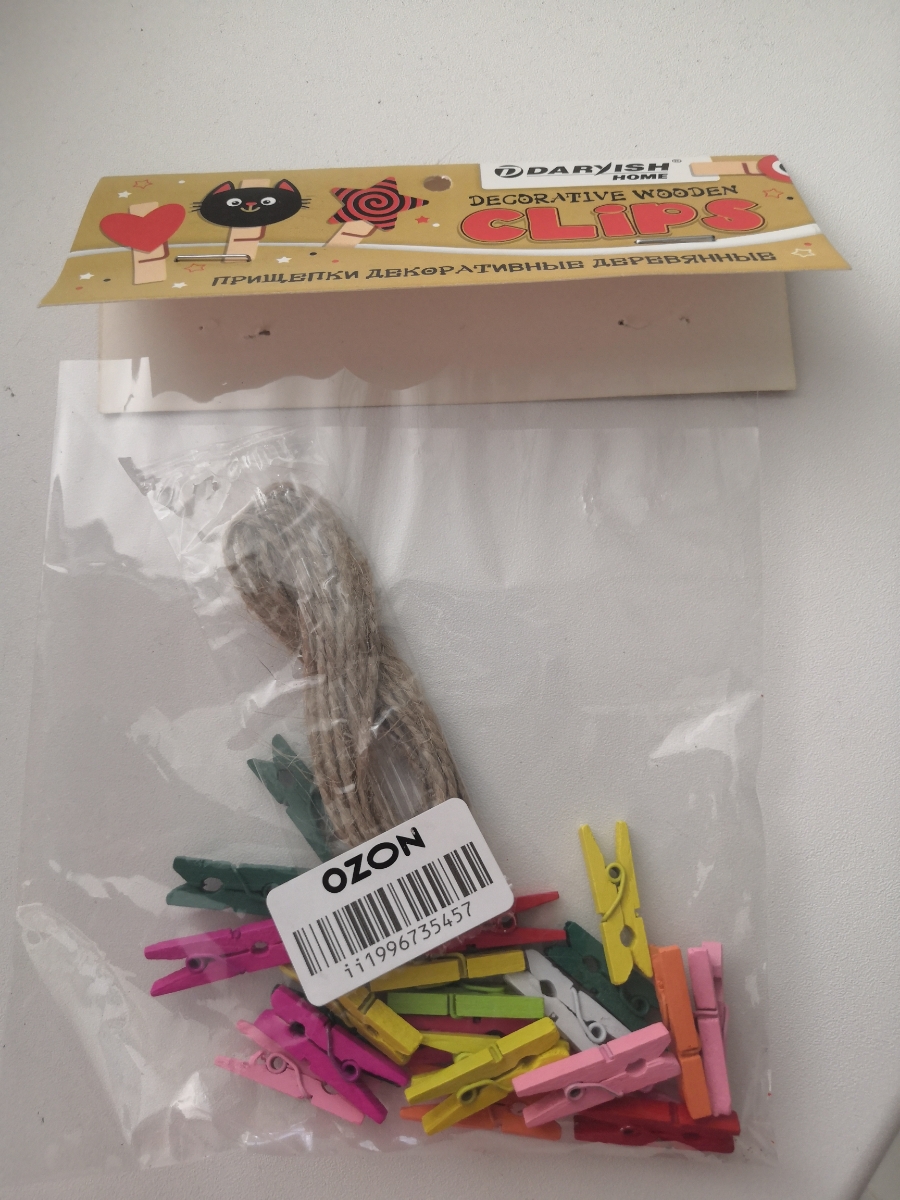 DARYISH®
HOME
DECORATIVE WOODEN
CLIPS
ПРИЩЕПКИ ДЕКОРАТИВНЫЕ ДЕРЕВЯННЫЕ
OZON
ii1996735457